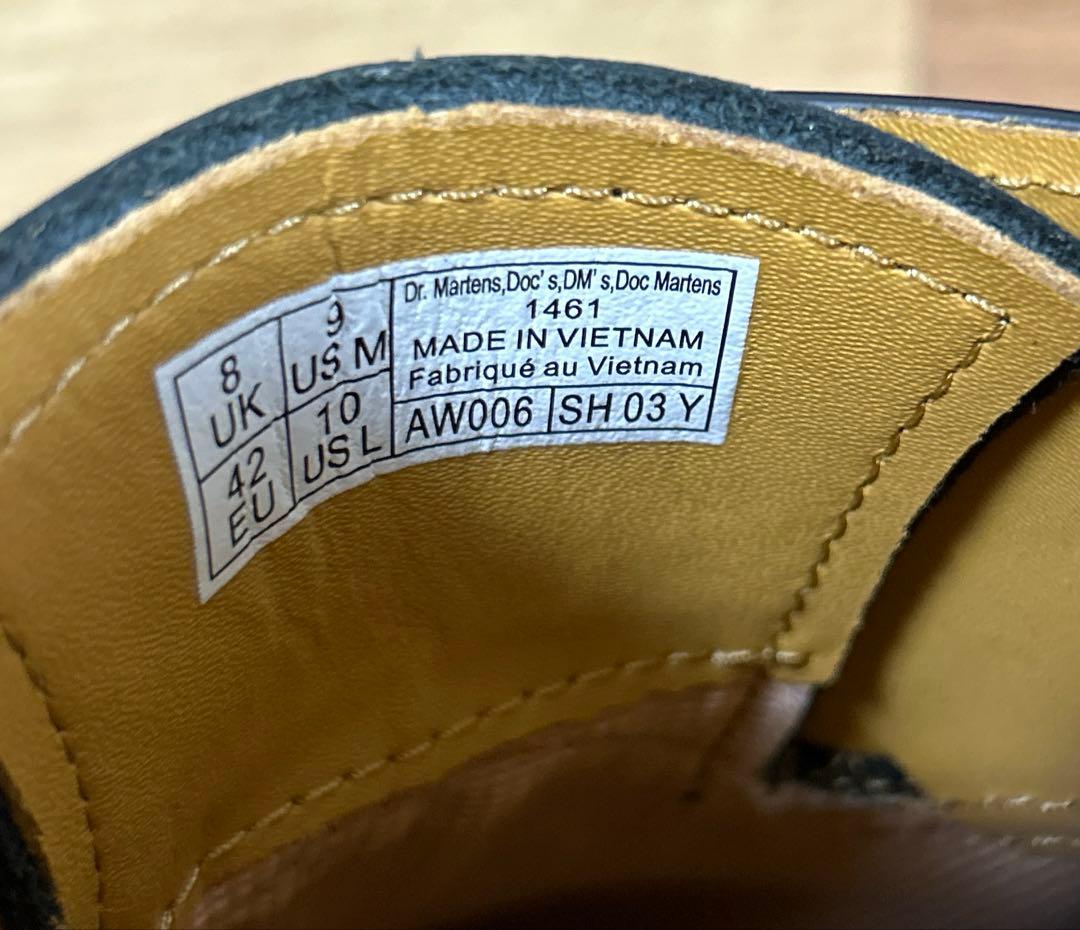 8
UK
9
US M
42
EU
10
US L
Dr. Martens,Doc's,DM's,Doc Martens
1461
MADE IN VIETNAM
Fabriqué au Vietnam
AW006 SH 03 Y